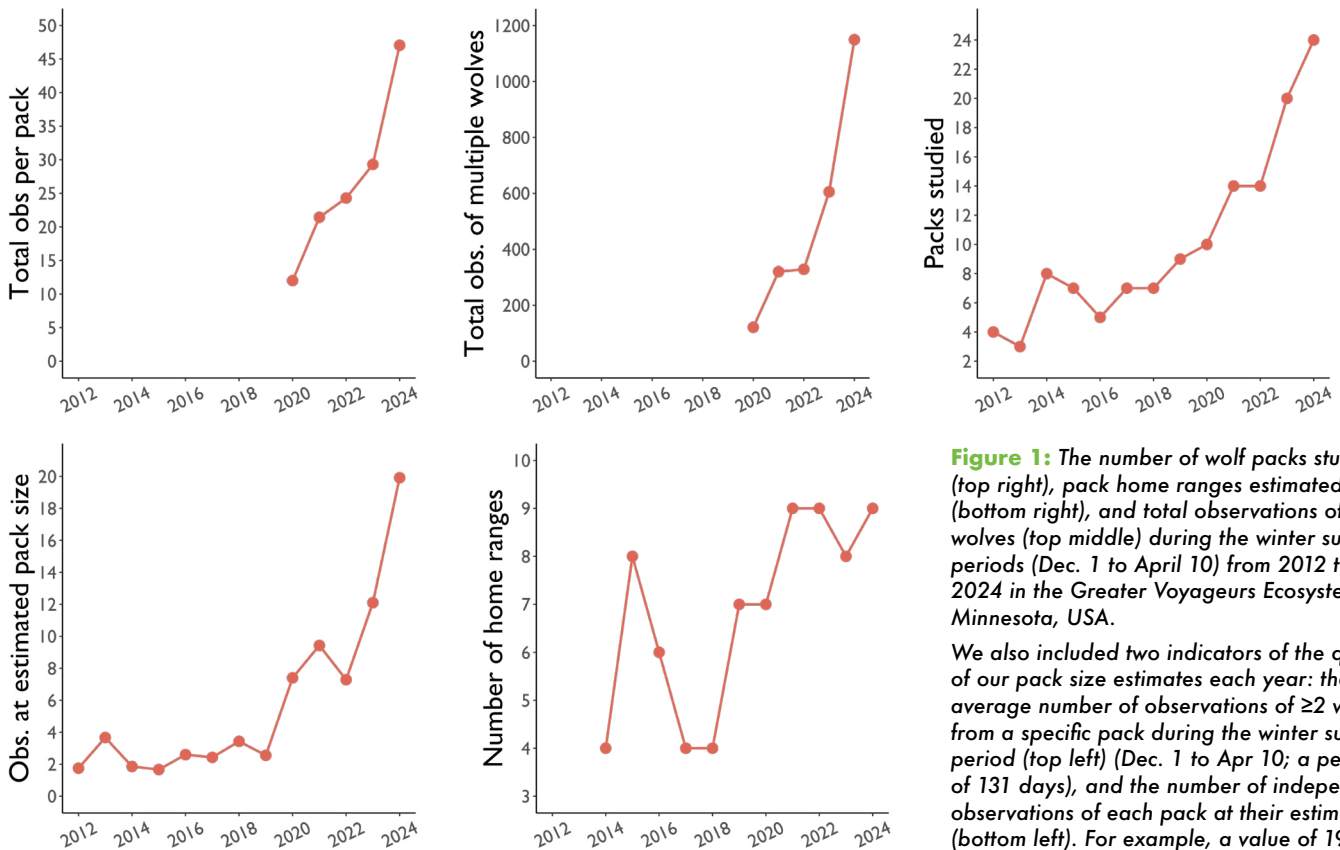 Total obs per pack
50
45
40
35
30
25
20
15
10
5
0
2012 2014 2016 2018 2020 2022 2024
Total obs. of multiple wolves
1200
1000
800
600
400
200
0
2012 2014 2016 2018 2020 2022 2024
Packs studied
24
22
20
18
16
14
12
10
8
6
4
2
2012 2014 2016 2018 2020 2022 2024
Obs. at estimated pack size
20
18
16
14
12
10
8
6
4
2
0
2012 2014 2016 2018 2020 2022 2024
Number of home ranges
10
9
8
7
6
5
4
3
2012 2014 2016 2018 2020 2022 2024
Figure 1: The number of wolf packs stu
(top right), pack home ranges estimated
(bottom right), and total observations of
wolves (top middle) during the winter su
periods (Dec. 1 to April 10) from 2012 t
2024 in the Greater Voyageurs Ecosyste
Minnesota, USA.
We also included two indicators of the q
of our pack size estimates each year: the
average number of observations of ≥2 v
from a specific pack during the winter su
period (top left) (Dec. 1 to Apr 10; a pe
of 131 days), and the number of indepe
observations of each pack at their estim
(bottom left). For example, a value of 19